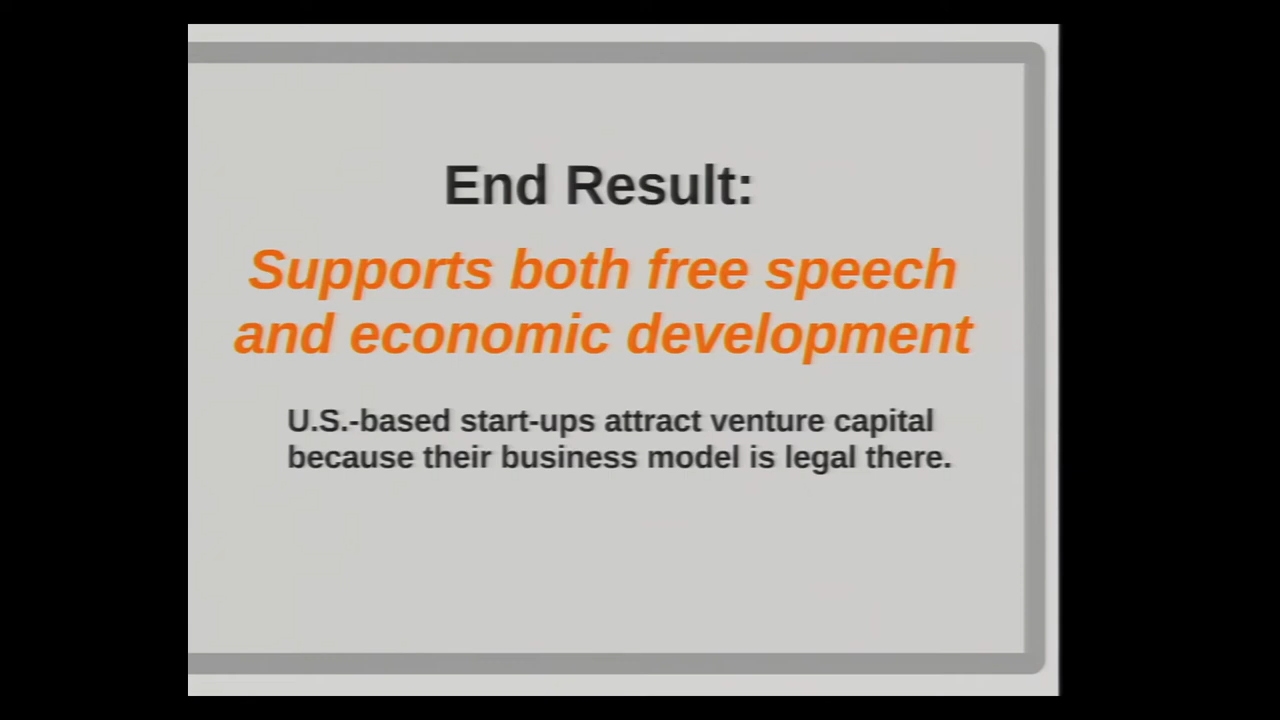 End Result:
Supports both free speech
and economic development
U.S.-based start-ups attract venture capital
because their business model is legal there.